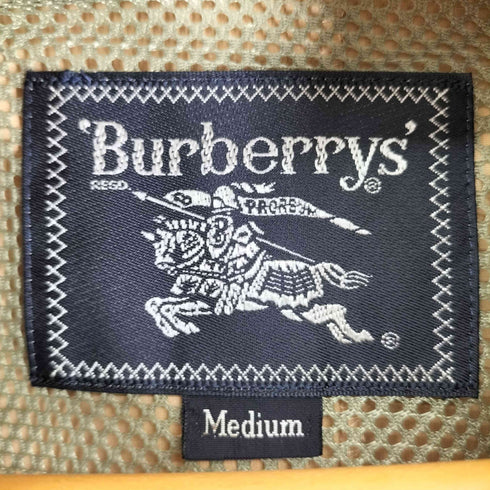 'Burberrys'
REGD. ®
B PRORSUM
®
Medium